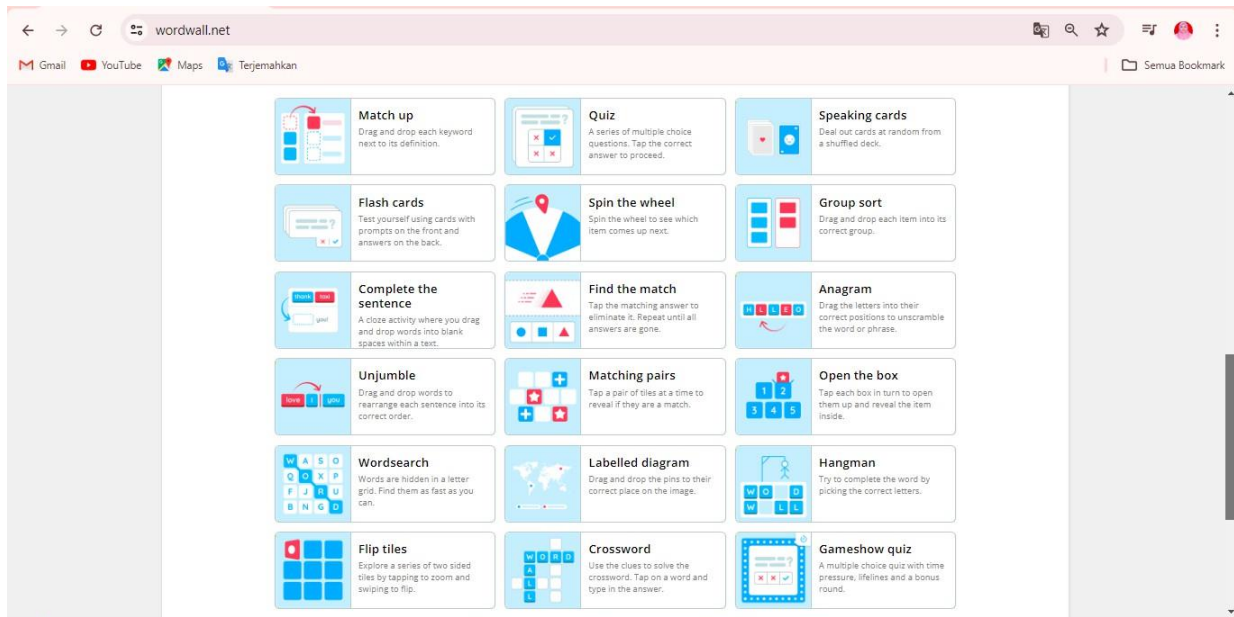 wordwall.net
Gmail YouTube Maps Terjemahkan Semua Bookmark
Match up
Drag and drop each keyword
next to its definition.
Quiz
A series of multiple choice
questions. Tap the correct
answer to proceed.
Speaking cards
Deal out cards at random from
a shuffled deck.
Flash cards
Test yourself using cards with
prompts on the front and
answers on the back.
Spin the wheel
Spin the wheel to see which
item comes up next.
Group sort
Drag and drop each item into its
correct group.
thank taxi
you!
Complete the
sentence
A cloze activity where you drag
and drop words into blank
spaces within a text.
Find the match
Tap the matching answer to
eliminate it. Repeat until all
answers are gone.
H L L E O
Anagram
Drag the letters into their
correct positions to unscramble
the word or phrase.
love I you
Unjumble
Drag and drop words to
rearrange each sentence into its
correct order.
Matching pairs
Tap a pair of tiles at a time to
reveal if they are a match.
1 2
3 4 5
Open the box
Tap each box in turn to open
them up and reveal the item
inside.
W A S O
Q O X P
F J R U
B N G D
Wordsearch
Words are hidden in a letter
grid. Find them as fast as you
can.
Labelled diagram
Drag and drop the pins to their
correct place on the image.
W O D
W L L
Hangman
Try to complete the word by
picking the correct letters.
Flip tiles
Explore a series of two sided
tiles by tapping to zoom and
swiping to flip.
W O R D
A
L
L
Crossword
Use the clues to solve the
crossword. Tap on a word and
type in the answer.
Gameshow quiz
A multiple choice quiz with time
pressure, lifelines and a bonus
round.